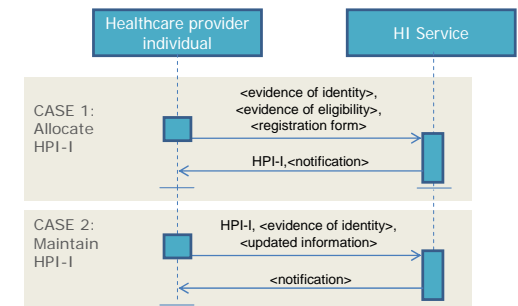 Healthcare provider
individual
HI Service
CASE 1:
Allocate
HPI-I
<evidence of identity>,
<evidence of eligibility>,
<registration form>
HPI-I,<notification>
CASE 2:
Maintain
HPI-I
HPI-I, <evidence of identity>,
<updated information>
<notification>